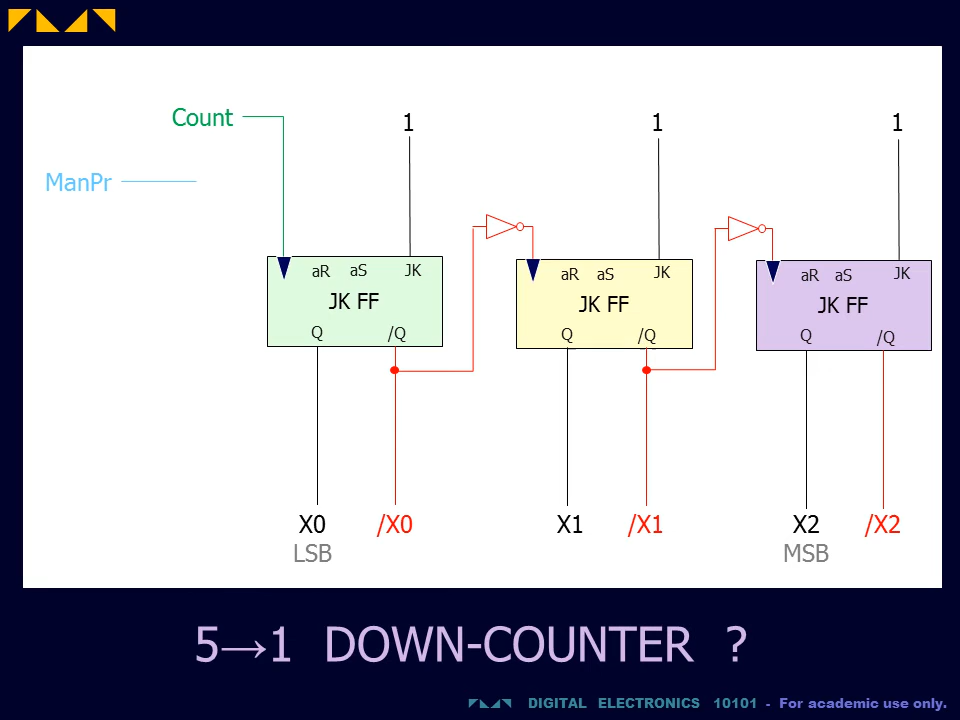 Count
1 1 1
ManPr
aR aS JK
JK FF
Q /Q
aR aS JK
JK FF
Q /Q
aR aS JK
JK FF
Q /Q
X0 /X0 X1 /X1 X2 /X2
LSB MSB
5→1 DOWN-COUNTER ?
DIGITAL ELECTRONICS 10101 - For academic use only.